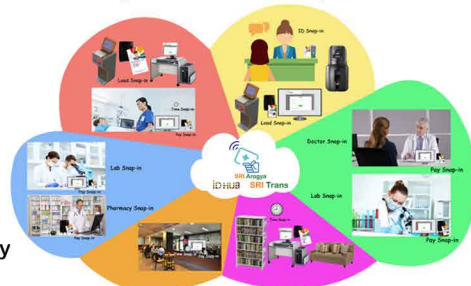 ID Snap-in
Load Snap-in
Time Snap-in
Pay Snap-in
Load Snap-in
Doctor Snap-in
Pay Snap-in
Lab Snap-in
Pay Snap-in
Lab Snap-in
Pharmacy Snap-in
Pay Snap-in
SRI Arogya
iD HUB SRI Trans
Time Snap-in
Time Snap-in
Pay Snap-in
y